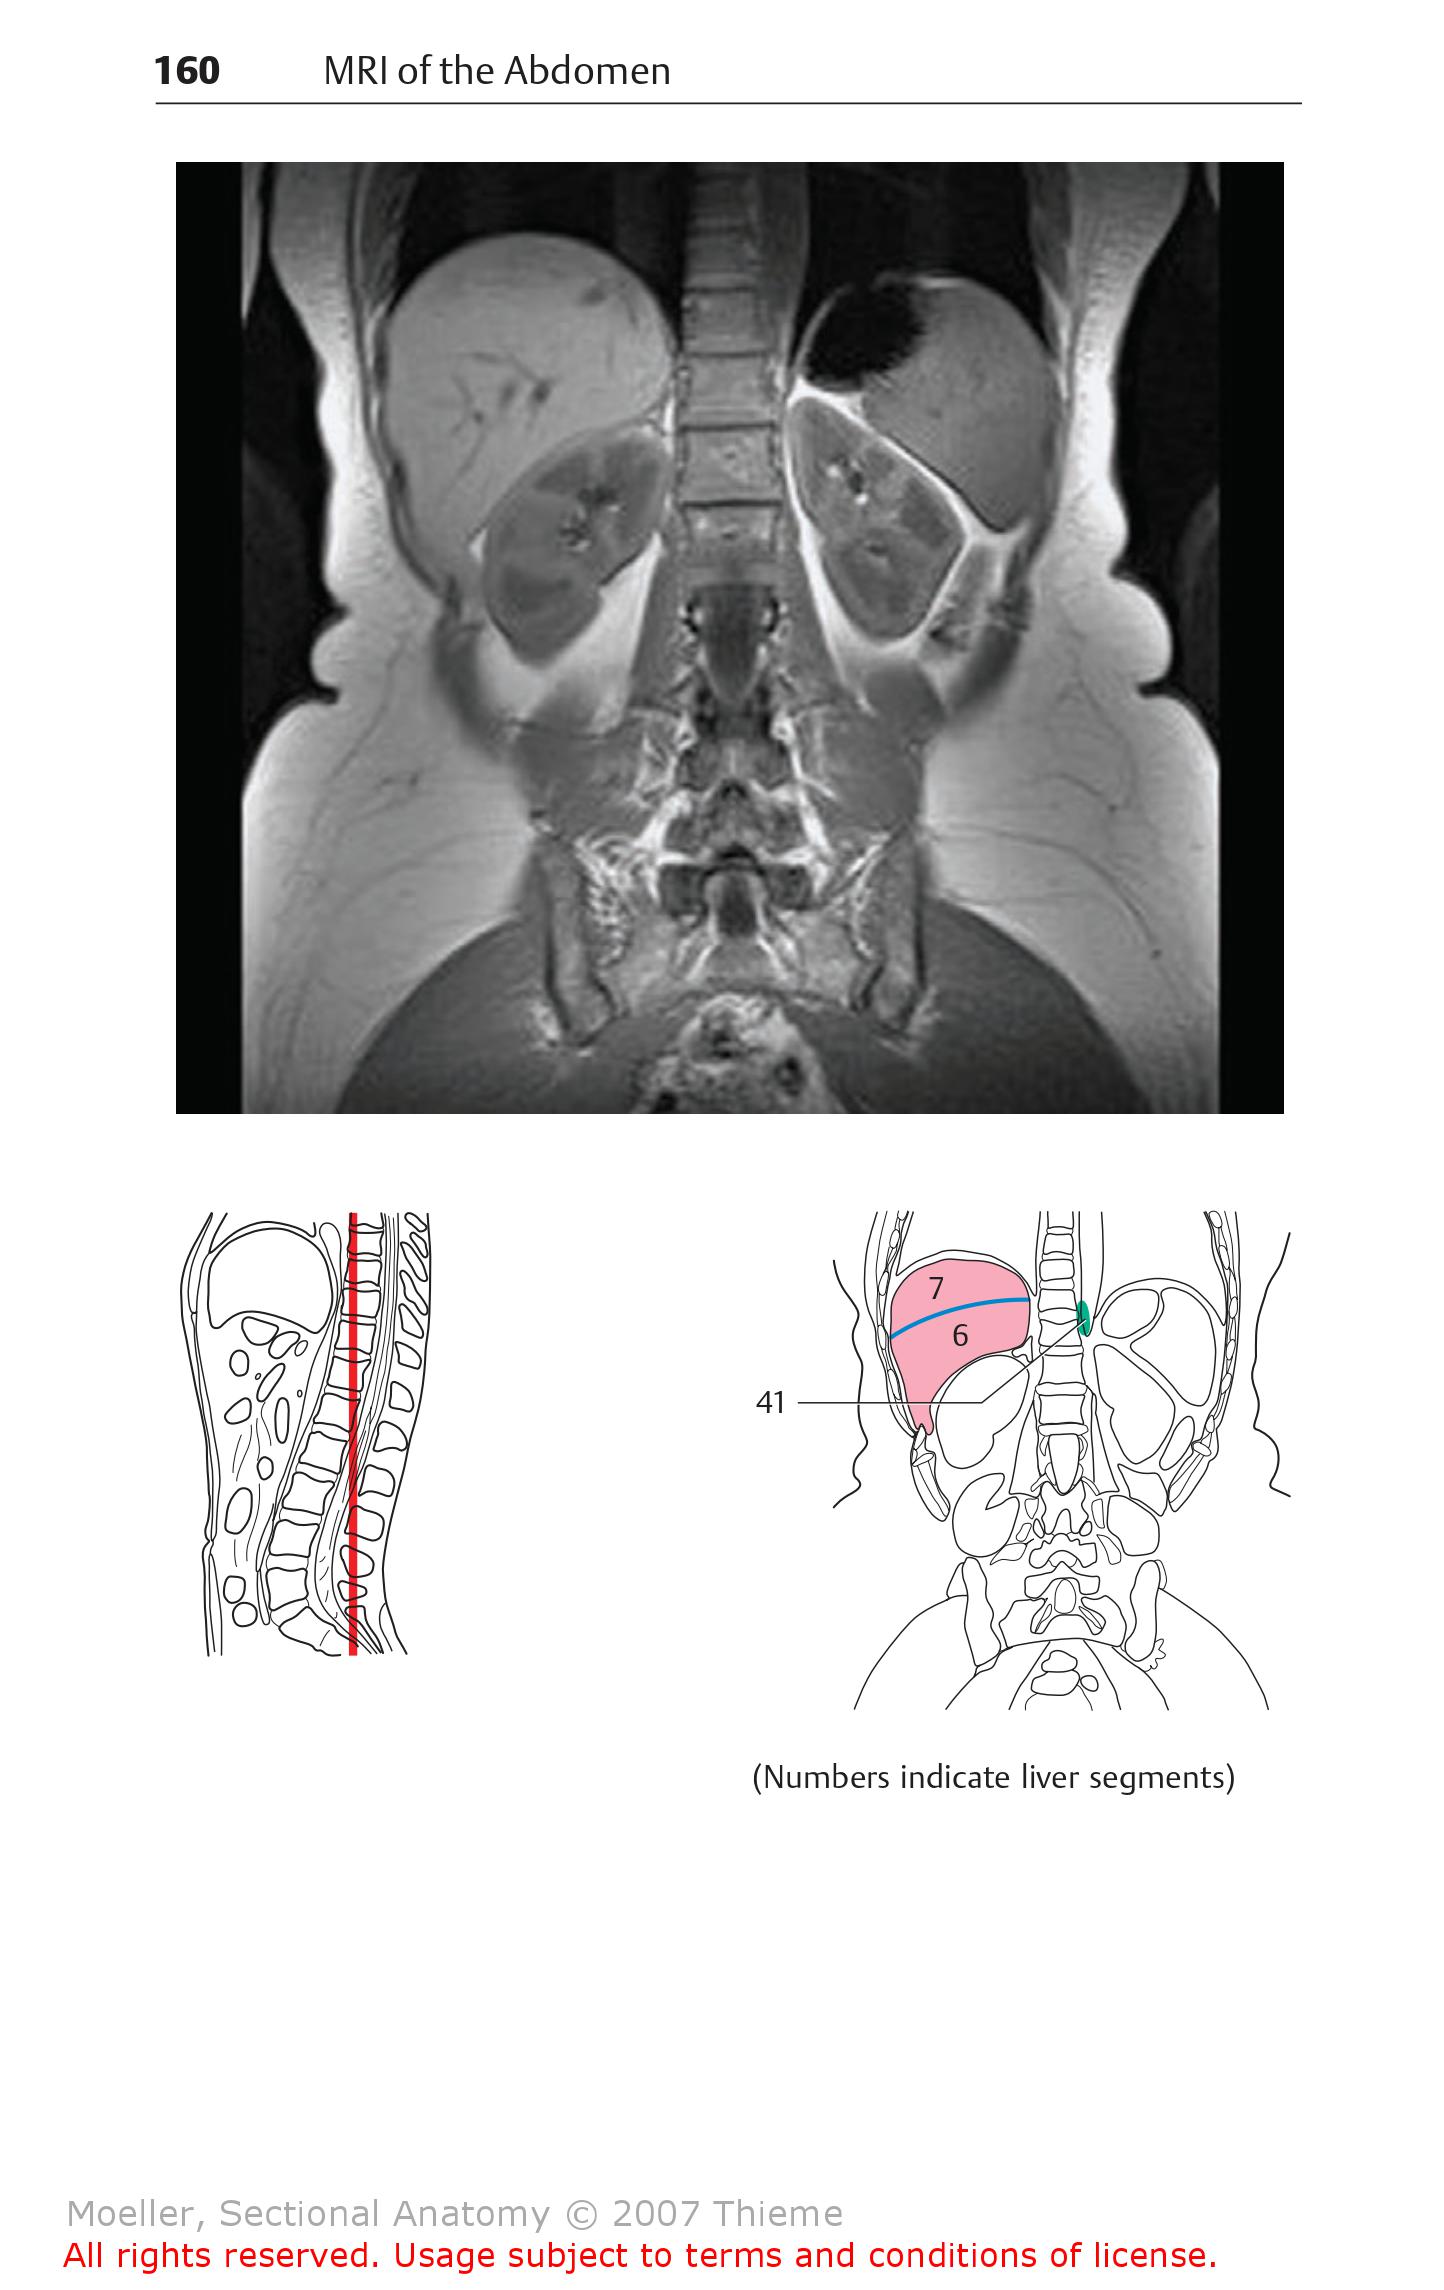 160 MRI of the Abdomen
7
6
41
(Numbers indicate liver segments)
Moeller, Sectional Anatomy © 2007 Thieme
All rights reserved. Usage subject to terms and conditions of license.